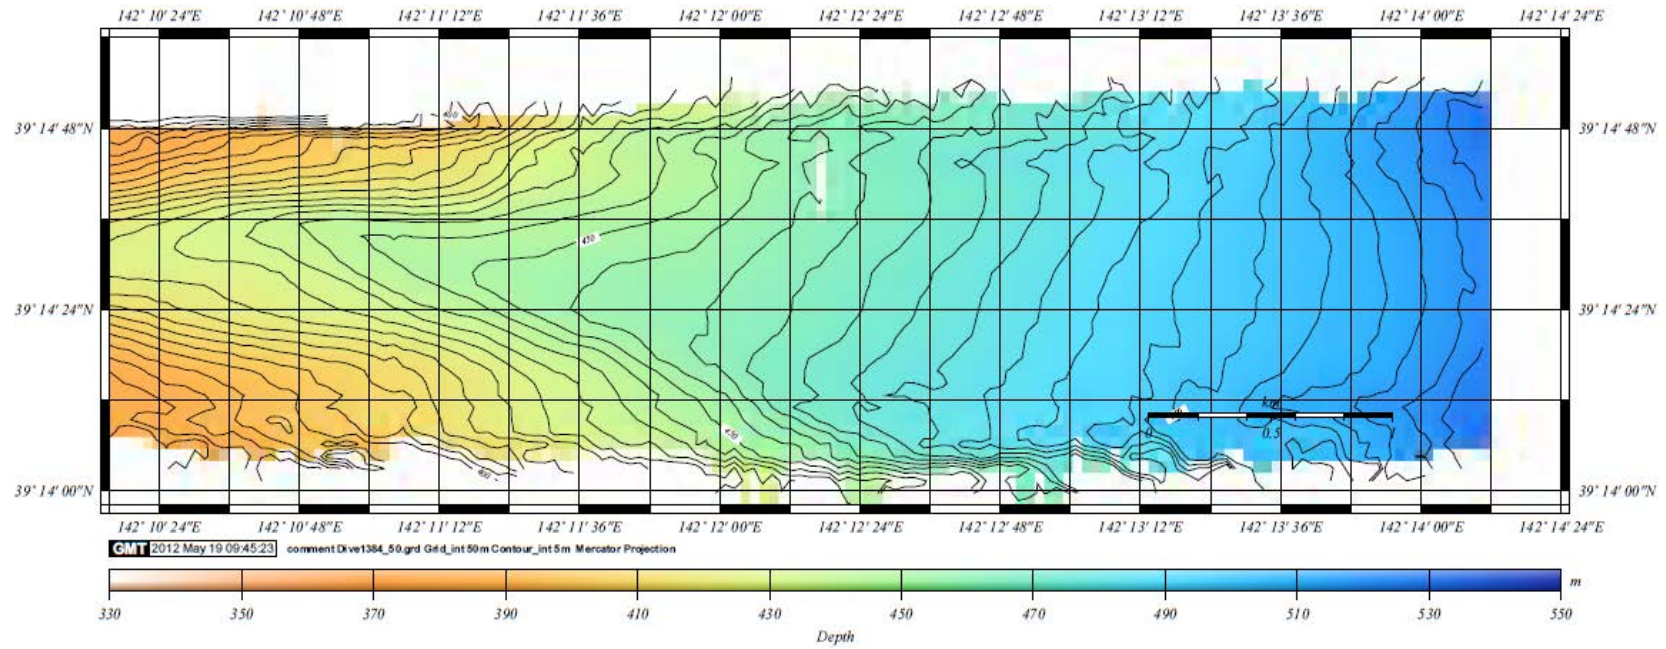 142° 10' 24"E 142° 10' 48"E 142° 11' 12"E 142° 11' 36"E 142° 12' 00"E 142° 12' 24"E 142° 12' 48"E 142° 13' 12"E 142° 13' 36"E 142° 14' 00"E 142° 14' 24"E
400
39° 14' 48"N 39° 14' 48"N
450
39° 14' 24"N 39° 14' 24"N
km
0 0.5 1
450
400
39° 14' 00"N 39° 14' 00"N
142° 10' 24"E 142° 10' 48"E 142° 11' 12"E 142° 11' 36"E 142° 12' 00"E 142° 12' 24"E 142° 12' 48"E 142° 13' 12"E 142° 13' 36"E 142° 14' 00"E 142° 14' 24"E
GMT 2012 May 19 09:45:23 comment Dive1384_50.grd Grid_int 50m Contour_int 5m Mercator Projection
m
330 350 370 390 410 430 450 470 490 510 530 550
Depth